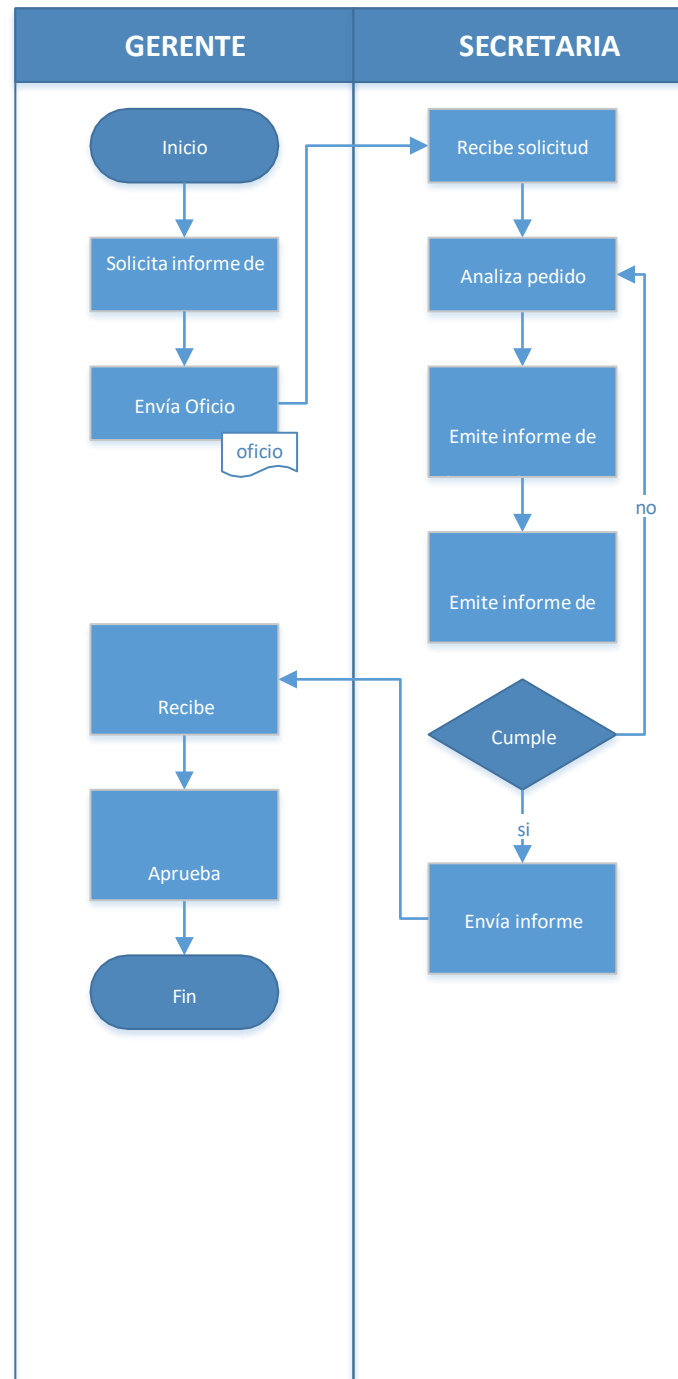 GERENTE
SECRETARIA
Inicio
Solicita informe de
Envía Oficio
oficio
Recibe solicitud
Analiza pedido
Emite informe de
Emite informe de
no
Cumple
si
Envía informe
Recibe
Aprueba
Fin